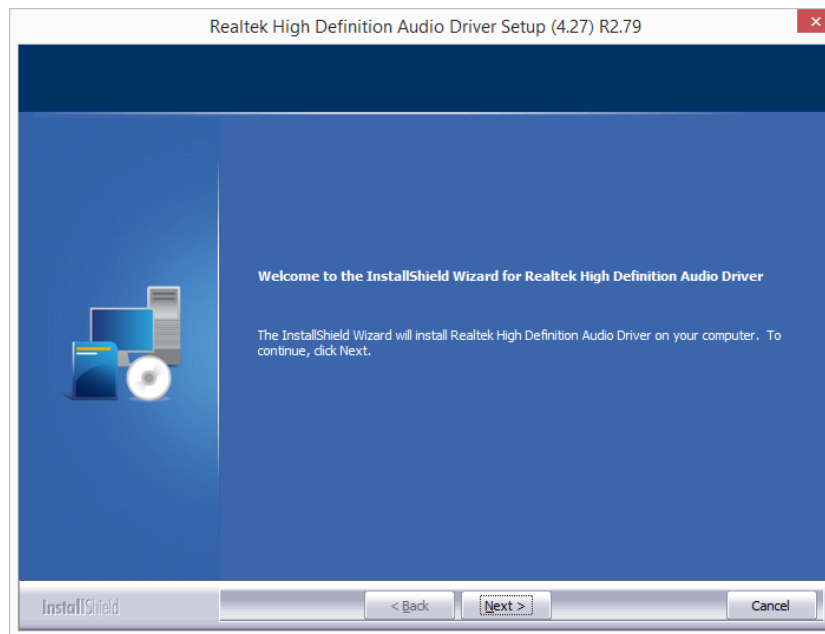 Realtek High Definition Audio Driver Setup (4.27) R2.79
Welcome to the InstallShield Wizard for Realtek High Definition Audio Driver
The InstallShield Wizard will install Realtek High Definition Audio Driver on your computer. To
continue, click Next.
InstallShield
< Back
Next >
Cancel